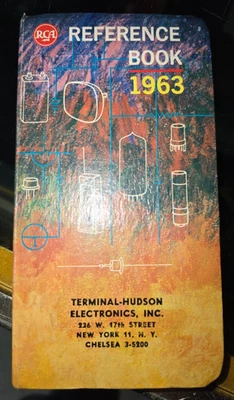 RCA
REFERENCE
BOOK
1963
TERMINAL-HUDSON
ELECTRONICS, INC.
236 W. 17th STREET
NEW YORK 11, N. Y.
CHELSEA 3-5200